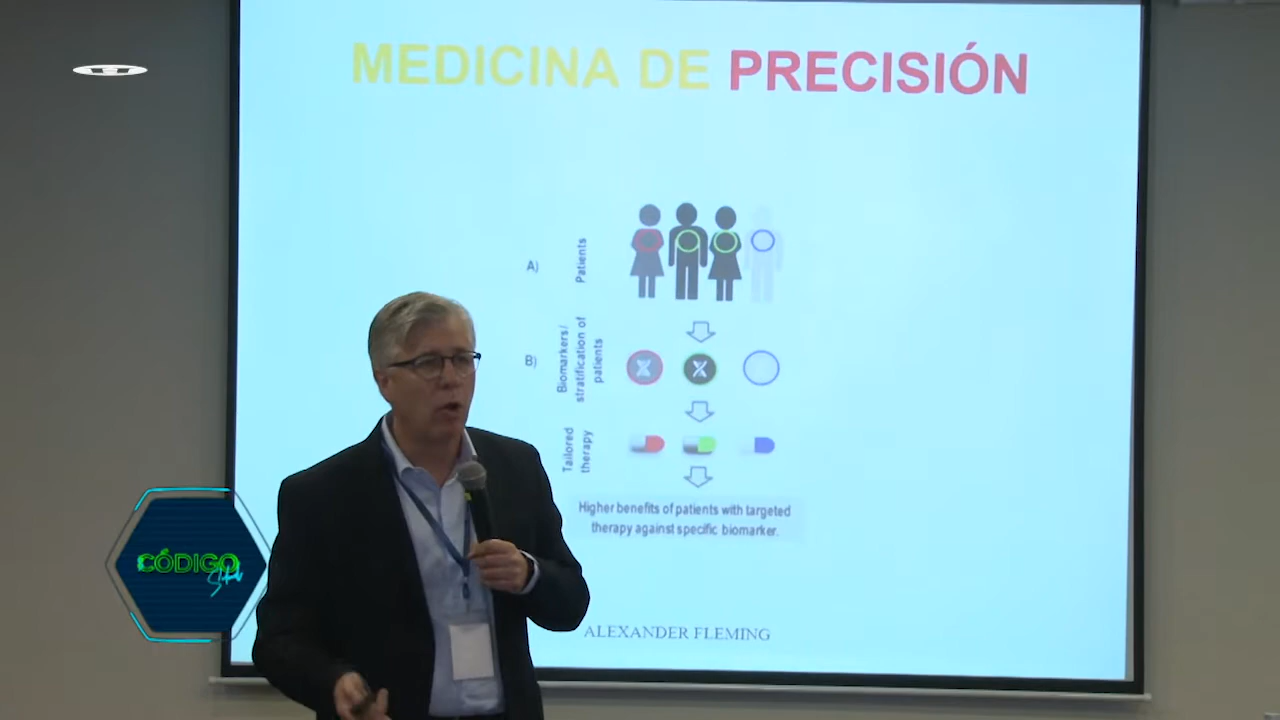 MEDICINA DE PRECISIÓN
A)
Patients
B)
Biomarkers/
stratification of
patients
Tailored
therapy
Higher benefits of patients with targeted
therapy against specific biomarker.
ALEXANDER FLEMING
CÓDIGO
Salud